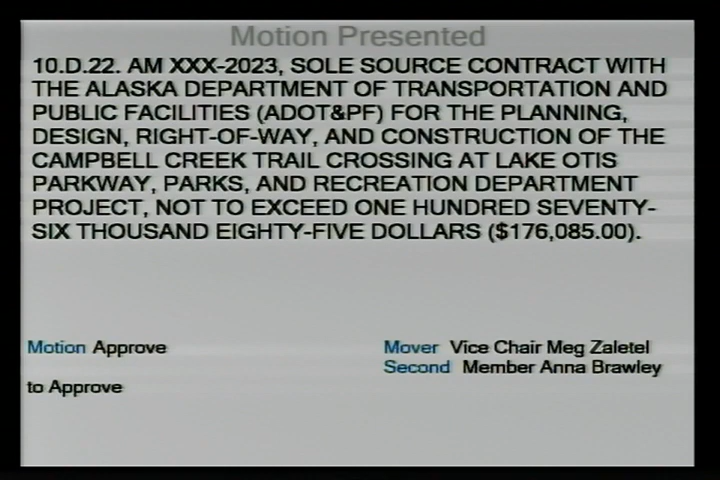 Motion Presented
10.D.22. AM XXX-2023, SOLE SOURCE CONTRACT WITH
THE ALASKA DEPARTMENT OF TRANSPORTATION AND
PUBLIC FACILITIES (ADOT&PF) FOR THE PLANNING,
DESIGN, RIGHT-OF-WAY, AND CONSTRUCTION OF THE
CAMPBELL CREEK TRAIL CROSSING AT LAKE OTIS
PARKWAY, PARKS, AND RECREATION DEPARTMENT
PROJECT, NOT TO EXCEED ONE HUNDRED SEVENTY-
SIX THOUSAND EIGHTY-FIVE DOLLARS ($176,085.00).
Motion Approve
Mover Vice Chair Meg Zaletel
Second Member Anna Brawley
to Approve